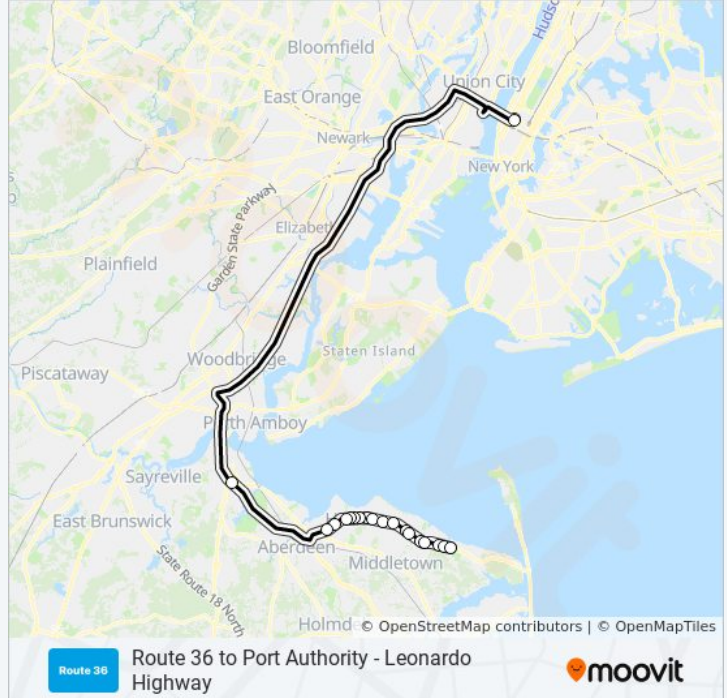 Hudso
Bloomfield
Union City
East Orange
Newark
New York
Garden State Parkway
Elizabeth
Plainfield
Woodbridge
Staten Island
Piscataway
Perth Amboy
Sayreville
East Brunswick
Aberdeen
Middletown
State Route 18 North
Holmde
© OpenStreetMap contributors | © OpenMapTiles
Route 36
Route 36 to Port Authority - Leonardo
Highway
moovit